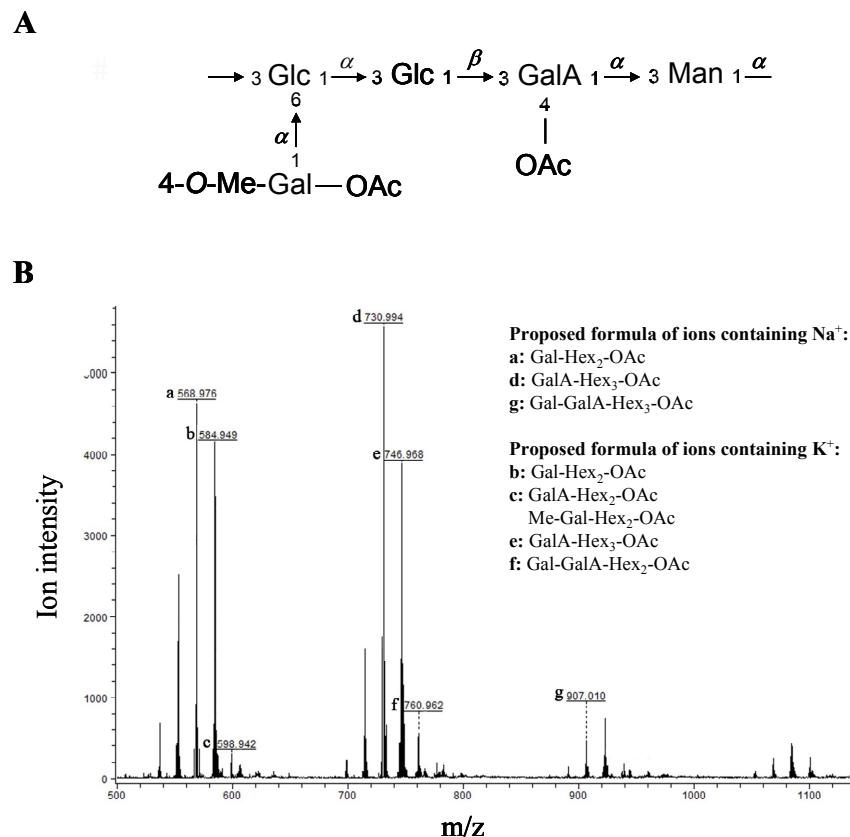 A
3 Glc 1 α 3 Glc 1 β 3 GalA 1 α 3 Man 1 α
6 4
α OAc
1
4-O-Me-Gal—OAc
B
d 730.994
a 568.976
b 584.949
e 746.968
f 760.962
g 907.010
c 598.942
Proposed formula of ions containing Na⁺:
a: Gal-Hex₂-OAc
d: GalA-Hex₃-OAc
g: Gal-GalA-Hex₃-OAc
Proposed formula of ions containing K⁺:
b: Gal-Hex₂-OAc
c: GalA-Hex₂-OAc
Me-Gal-Hex₂-OAc
e: GalA-Hex₃-OAc
f: Gal-GalA-Hex₂-OAc
Ion intensity
4000
3000
2000
1000
0
500 600 700 800 900 1000 1100
m/z